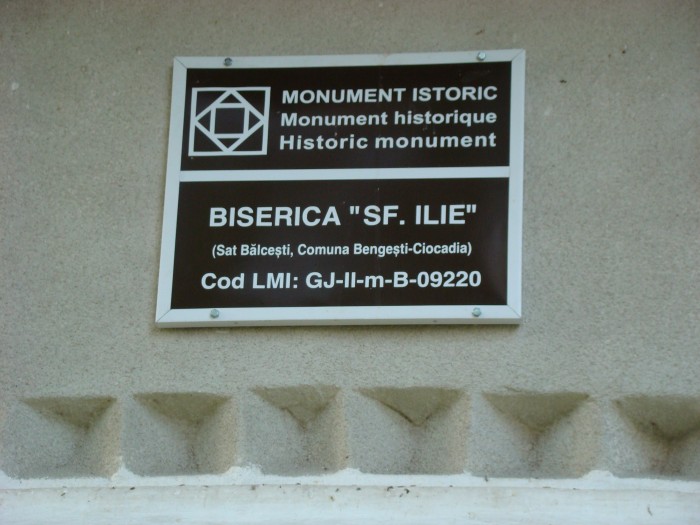 MONUMENT ISTORIC
Monument historique
Historic monument
BISERICA "SF. ILIE"
(Sat Bălcești, Comuna Bengești-Ciocadia)
Cod LMI: GJ-II-m-B-09220